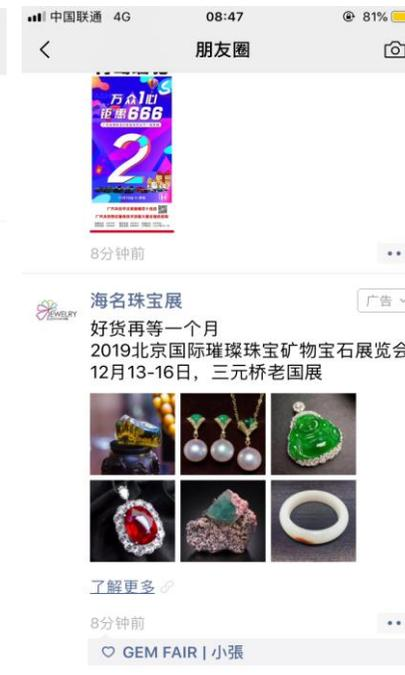 中国联通 4G 08:47 81%
朋友圈
万众1心
钜惠666
2
8分钟前
JEWELRY
海名珠宝展
广告
好货再等一个月
2019北京国际璀璨珠宝矿物宝石展览会
12月13-16日，三元桥老国展
了解更多
8分钟前
GEM FAIR | 小張